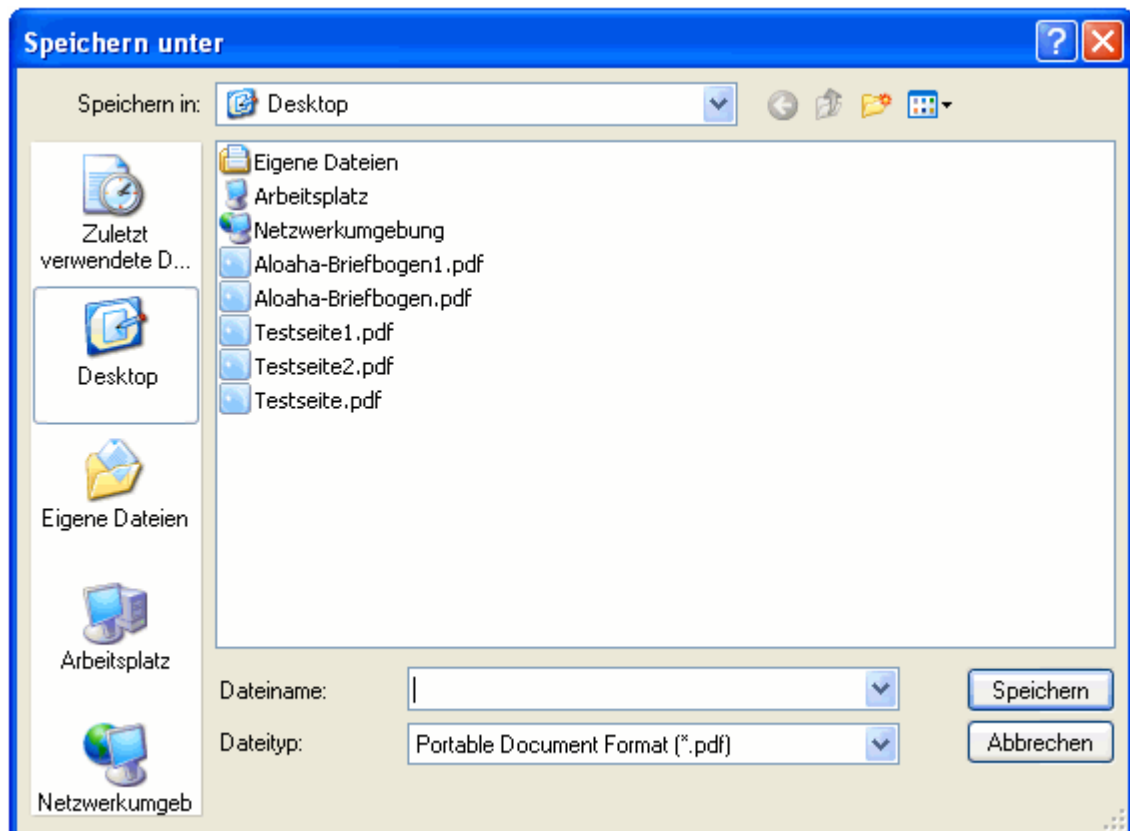 Speichern unter
Speichern in:
Desktop
Zuletzt
verwendete D...
Desktop
Eigene Dateien
Arbeitsplatz
Netzwerkumgeb
Eigene Dateien
Arbeitsplatz
Netzwerkumgebung
Aloaha-Briefbogen1.pdf
Aloaha-Briefbogen.pdf
Testseite1.pdf
Testseite2.pdf
Testseite.pdf
Dateiname:
Speichern
Dateityp:
Portable Document Format (*.pdf)
Abbrechen